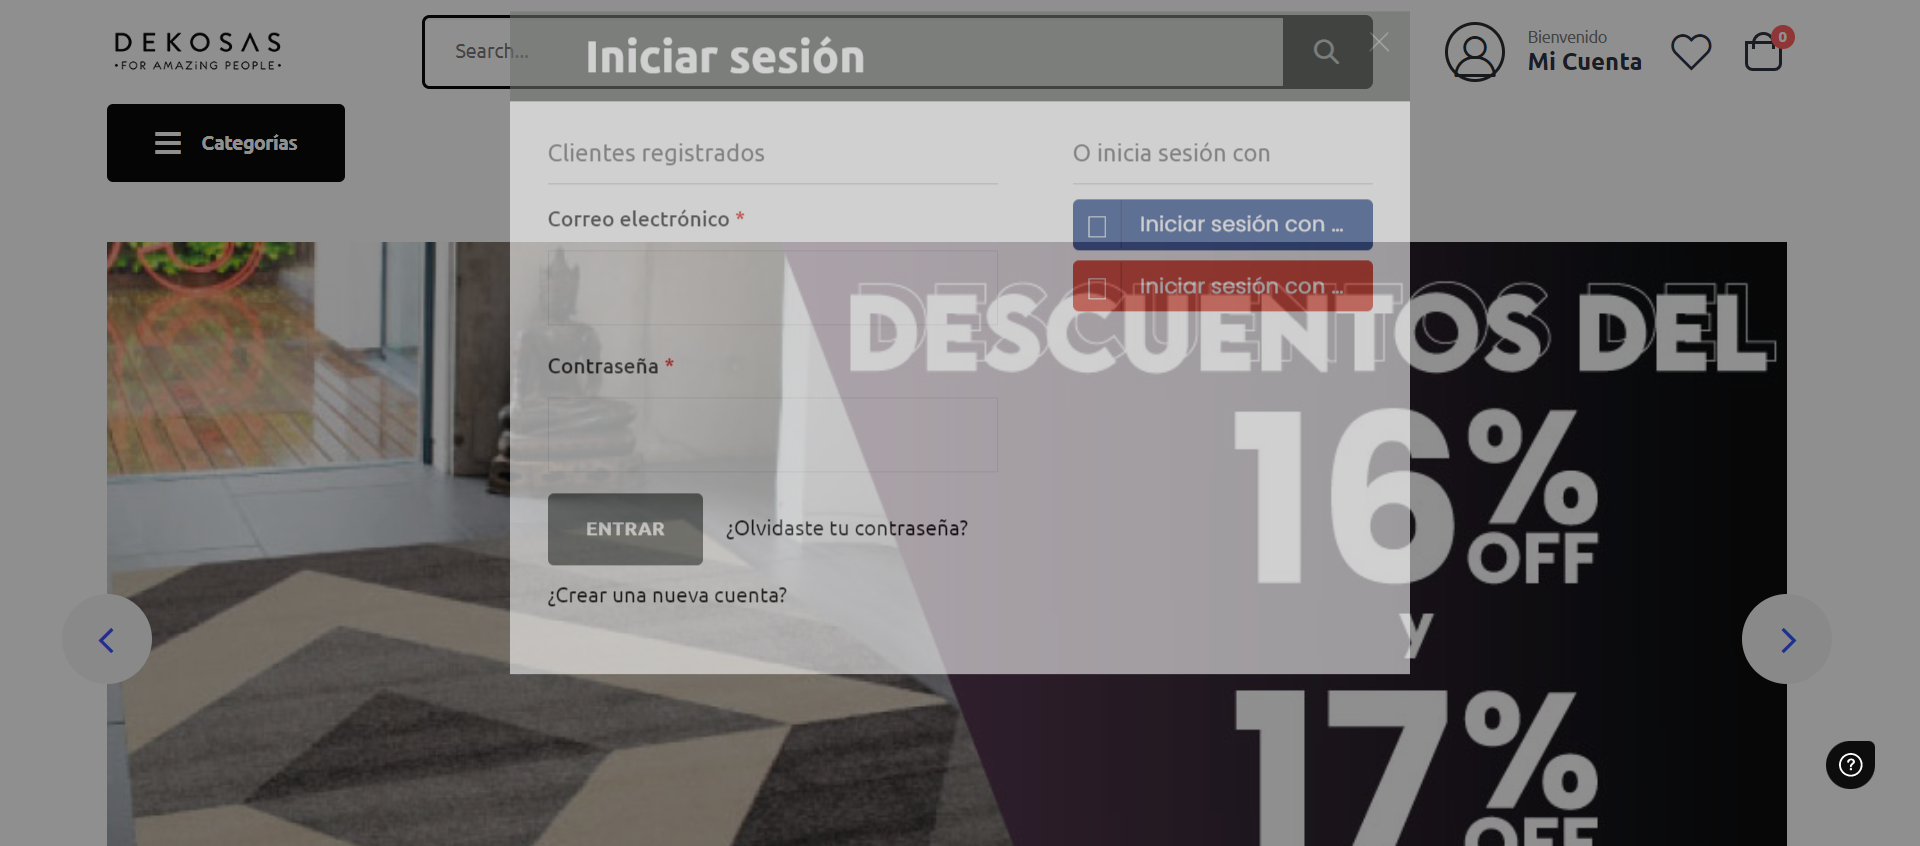 DEKOSAS
•FOR AMAZiNG PEOPLE•
Search...
Iniciar sesión
Bienvenido
Mi Cuenta
0
Categorías
Clientes registrados
O inicia sesión con
Correo electrónico *
Iniciar sesión con ...
Iniciar sesión con ...
DESCUENTOS DEL
Contraseña *
16%
OFF
ENTRAR
¿Olvidaste tu contraseña?
¿Crear una nueva cuenta?
y
17%
OFF